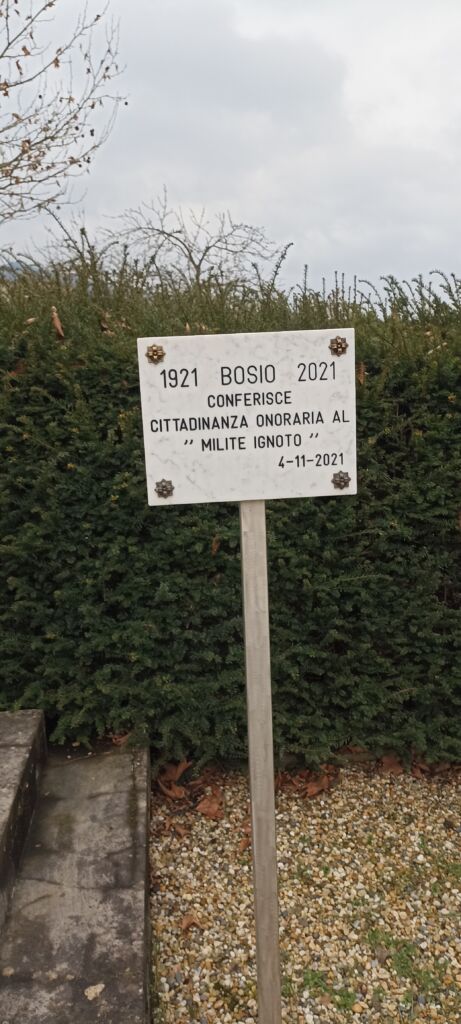 1921 BOSIO 2021
CONFERISCE
CITTADINANZA ONORARIA AL
" MILITE IGNOTO "
4-11-2021